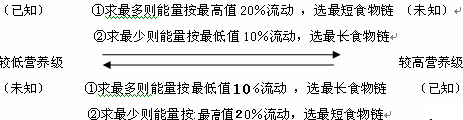 （已知） ①求最多则能量按最高值20%流动，选最短食物链 （未知）
②求最少则能量按最低值10%流动，选最长食物链
较低营养级 较高营养级
（未知） ①求最多则能量按最低值10%流动，选最长食物链 （已知）
②求最少则能量按最高值20%流动，选最短食物链